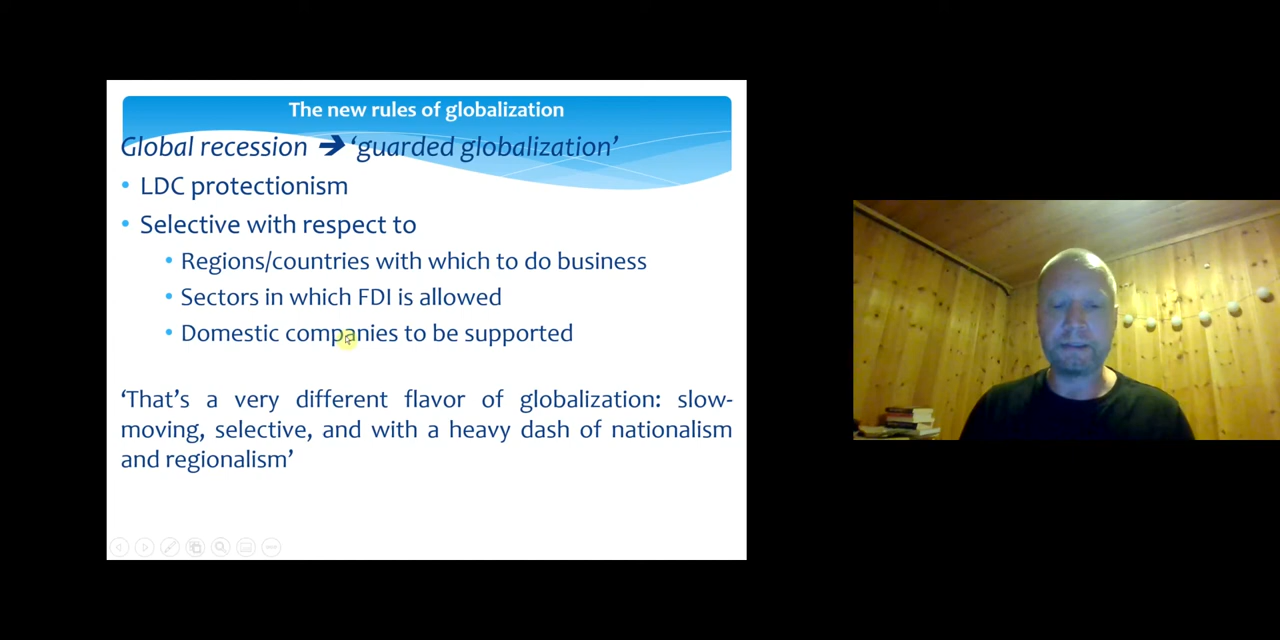 The new rules of globalization
Global recession ➔ ‘guarded globalization’
• LDC protectionism
• Selective with respect to
• Regions/countries with which to do business
• Sectors in which FDI is allowed
• Domestic companies to be supported
‘That’s a very different flavor of globalization: slow-
moving, selective, and with a heavy dash of nationalism
and regionalism’